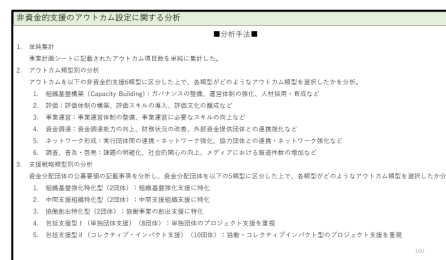 非資金的支援のアウトカム設定に関する分析
■分析手法■
1. 単純集計
事業計画シートに記載されたアウトカム項目数を単純に集計した。
2. アウトカム類型別の分析
アウトカムを以下の非資金的支援6類型に区分した上で、各類型がどのようなアウトカム類型を選択したかを分析。
1. 組織基盤構築（Capacity Building）：ガバナンスの整備、運営体制の強化、人材採用・育成など
2. 評価：評価体制の構築、評価スキルの導入、評価文化の醸成など
3. 事業運営：事業運営体制の整備、事業運営に必要なスキルの向上など
4. 資金調達：資金調達能力の向上、財務状況の改善、外部資金提供団体との連携強化など
5. ネットワーク形成：実行団体間の連携・ネットワーク強化、協力団体との連携・ネットワーク強化など
6. 調査、普及・啓発：課題の明確化、社会的関心の向上、メディアにおける報道件数の増加など
3. 支援戦略類型別の分析
資金分配団体の公募要領の記載事項を分析し、資金分配団体を以下の5類型に区分した上で、各類型がどのようなアウトカム類型を選択したか分
1. 組織基盤強化特化型（2団体）：組織基盤強化支援に特化
2. 中間支援組織特化型（2団体）：中間支援組織支援に特化
3. 協働創出特化型（2団体）：協働事業の創出支援に特化
4. 包括支援型Ⅰ（単独団体支援）（8団体）：単独団体のプロジェクト支援を重視
5. 包括支援型Ⅱ（コレクティブ・インパクト支援）（10団体）：協働・コレクティブインパクト型のプロジェクト支援を重視
160